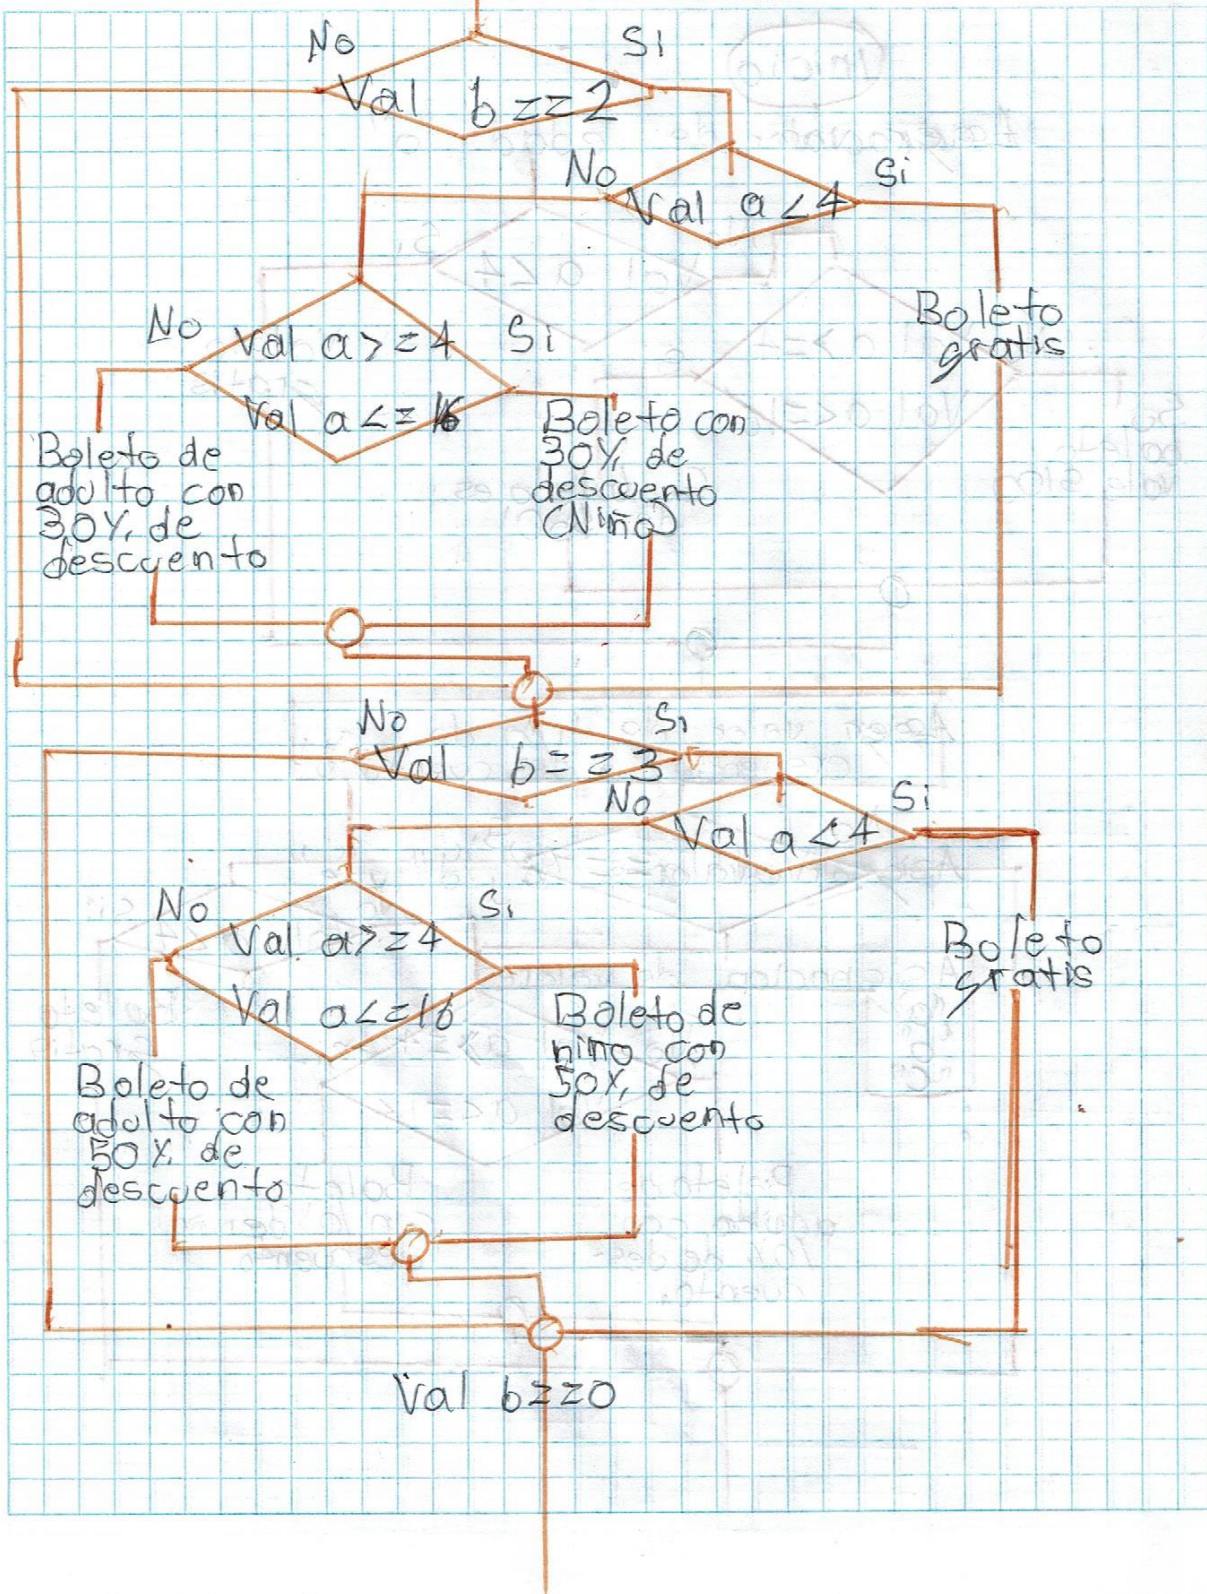 No
Si
Val b==2
No
Si
Val a<4
Boleto
gratis
No
Si
Val a>=4
Val a<=16
Boleto con
30% de
descuento
(Niño)
Boleto de
adulto con
30% de
descuento
No
Si
Val b==3
No
Si
Val a<4
Boleto
gratis
No
Si
Val a>=4
Val a<=16
Boleto de
niño con
50% de
descuento
Boleto de
adulto con
50% de
descuento
Val b==0